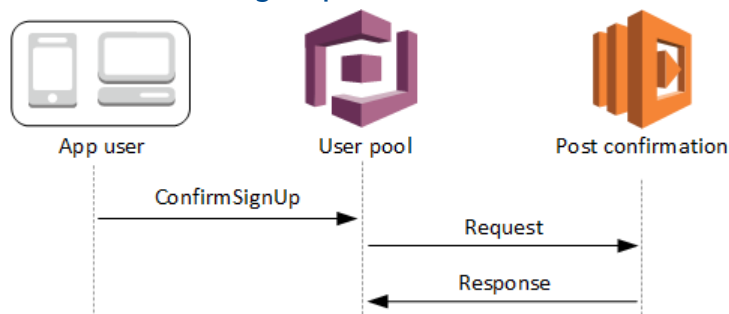 App user
User pool
Post confirmation
ConfirmSignUp
Request
Response